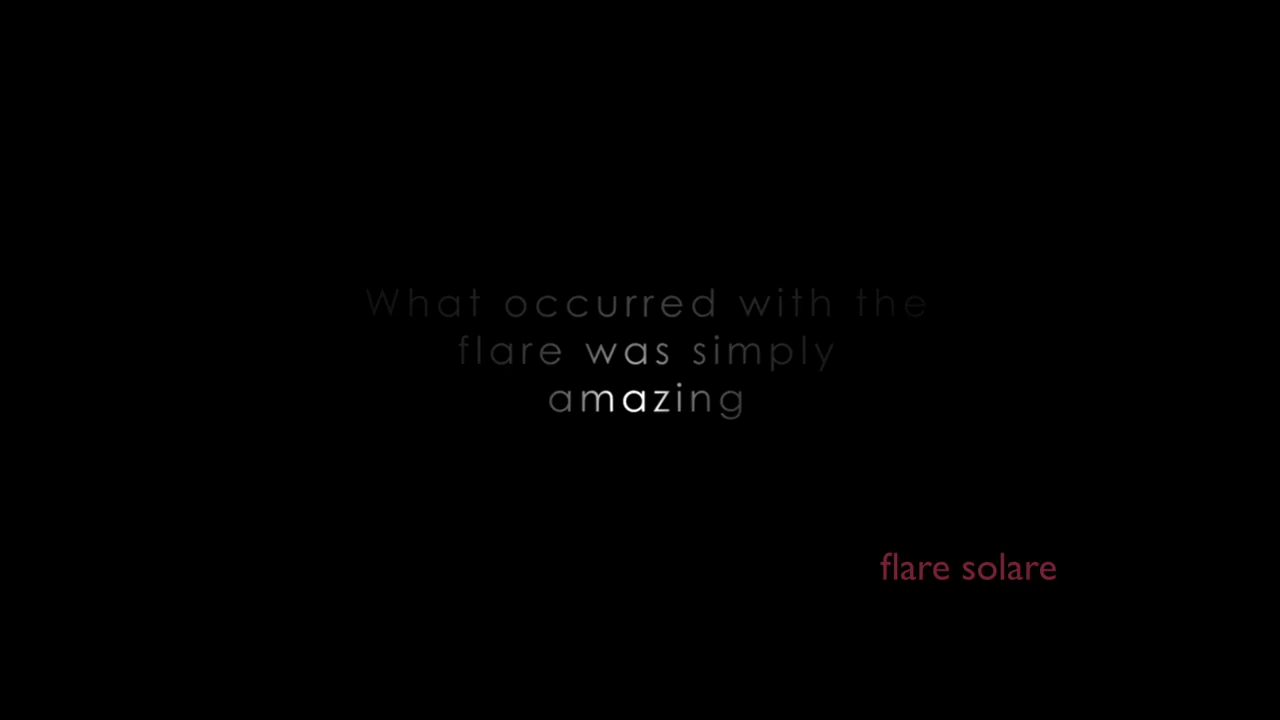 What occurred with the
flare was simply
amazing
flare solare